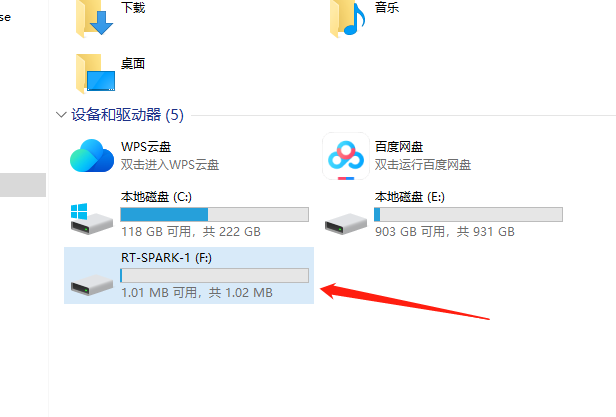 se
下载
音乐
桌面
设备和驱动器 (5)
WPS云盘
双击进入WPS云盘
百度网盘
双击运行百度网盘
本地磁盘 (C:)
118 GB 可用，共 222 GB
本地磁盘 (E:)
903 GB 可用，共 931 GB
RT-SPARK-1 (F:)
1.01 MB 可用，共 1.02 MB